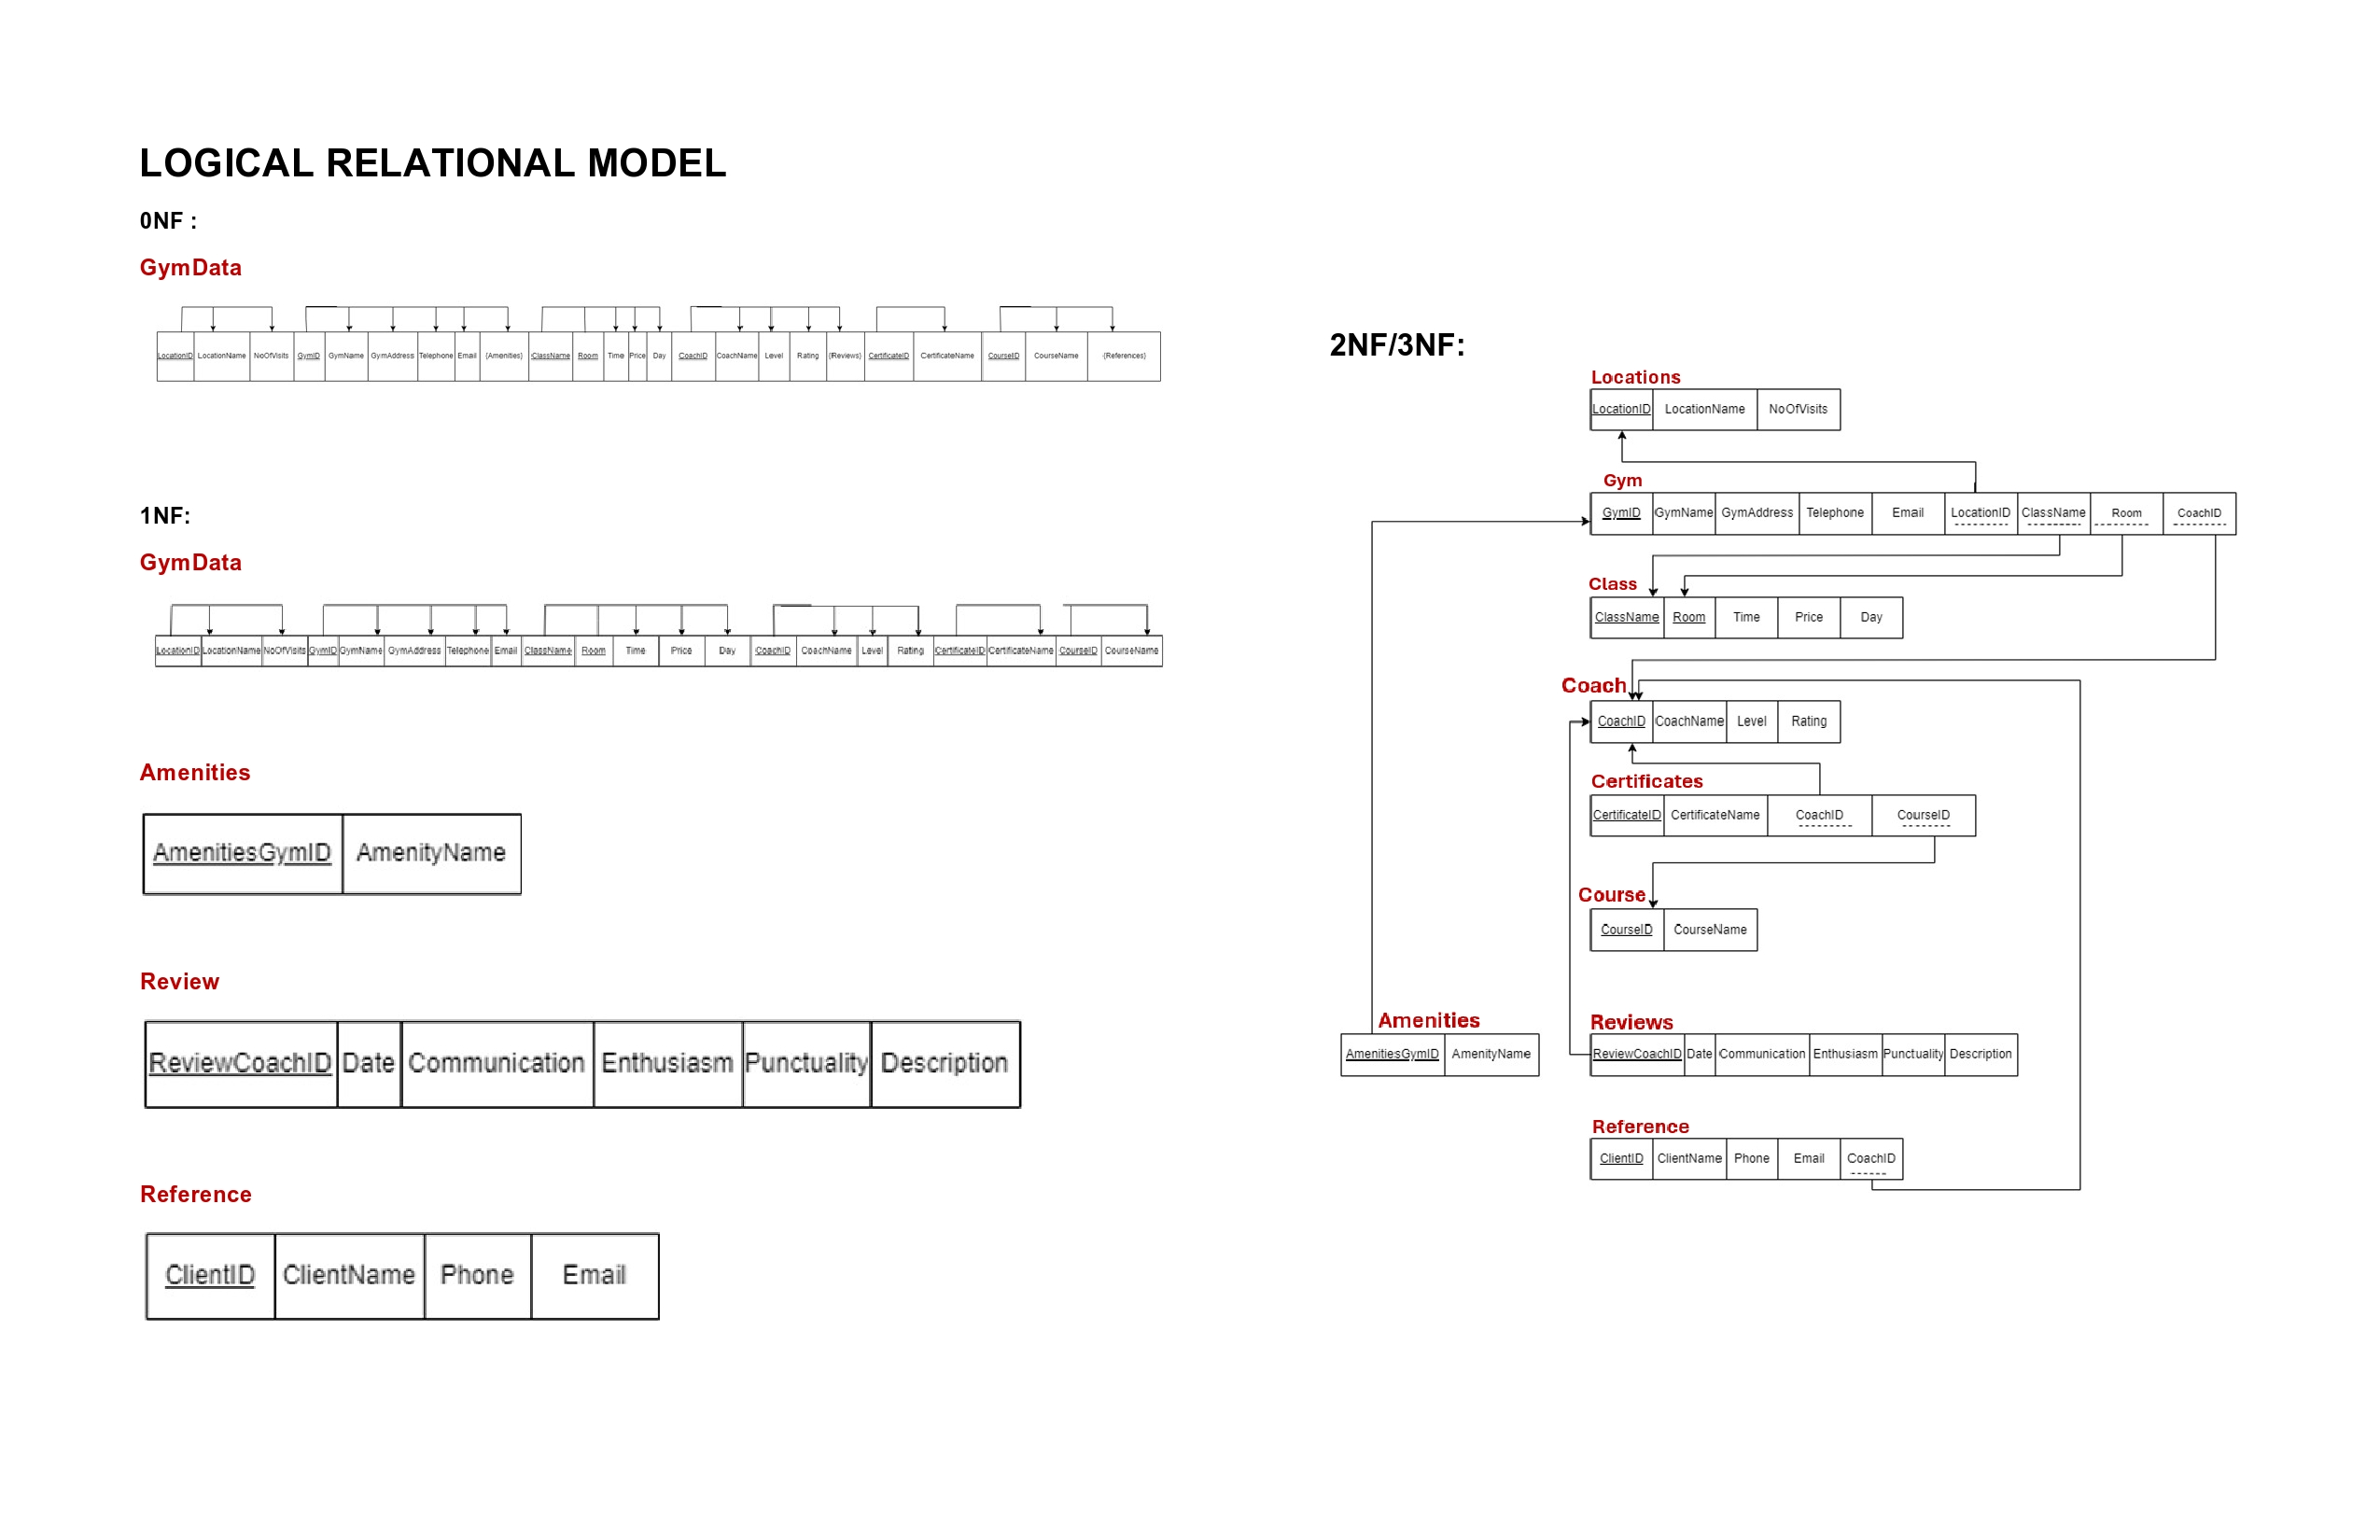 LOGICAL RELATIONAL MODEL
0NF :
GymData
LocationID LocationName NoOfVisits GymID GymName GymAddress Telephone Email {Amenities} ClassName Room Time Price Day CoachID CoachName Level Rating {Reviews} CertificateID CertificateName CourseID CourseName {References}
1NF:
GymData
LocationID LocationName NoOfVisits GymID GymName GymAddress Telephone Email ClassName Room Time Price Day CoachID CoachName Level Rating CertificateID CertificateName CourseID CourseName
Amenities
AmenitiesGymID AmenityName
Review
ReviewCoachID Date Communication Enthusiasm Punctuality Description
Reference
ClientID ClientName Phone Email
2NF/3NF:
Locations
LocationID LocationName NoOfVisits
Gym
GymID GymName GymAddress Telephone Email LocationID ClassName Room CoachID
Class
ClassName Room Time Price Day
Coach
CoachID CoachName Level Rating
Certificates
CertificateID CertificateName CoachID CourseID
Course
CourseID CourseName
Amenities
AmenitiesGymID AmenityName
Reviews
ReviewCoachID Date Communication Enthusiasm Punctuality Description
Reference
ClientID ClientName Phone Email CoachID